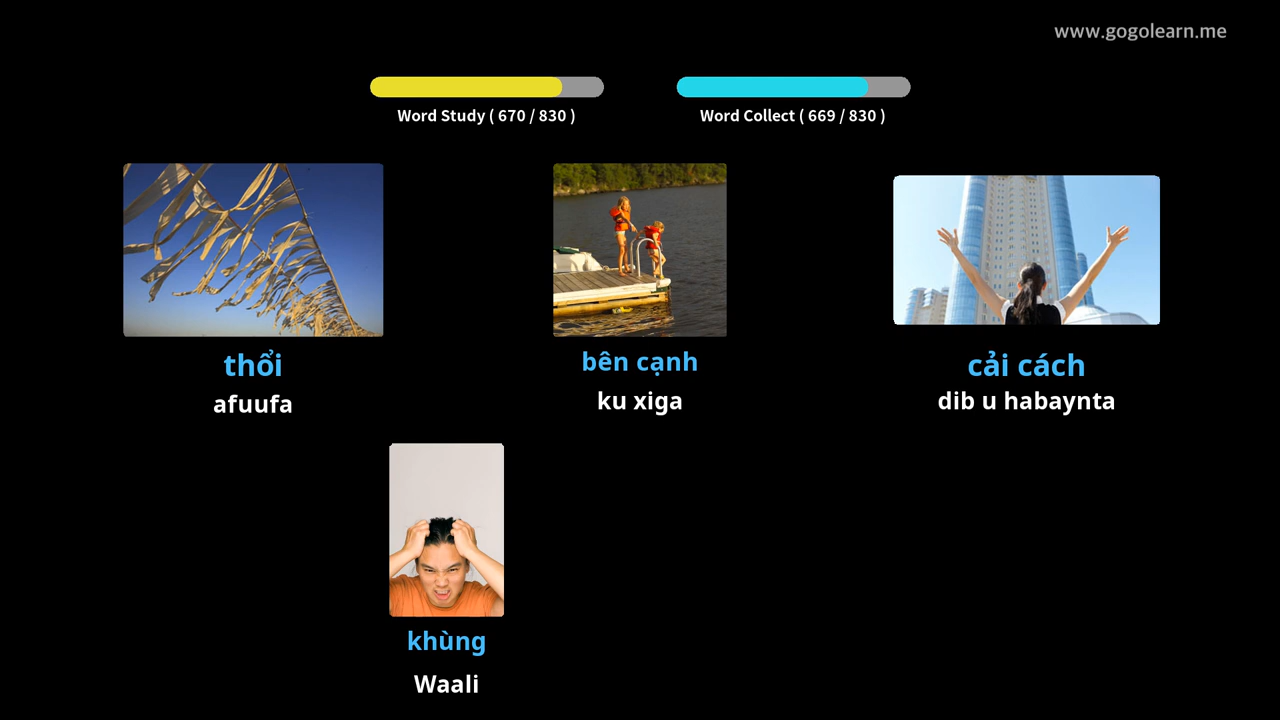 www.gogolearn.me
Word Study ( 670 / 830 )
Word Collect ( 669 / 830 )
thổi
afuufa
bên cạnh
ku xiga
cải cách
dib u habaynta
khùng
Waali